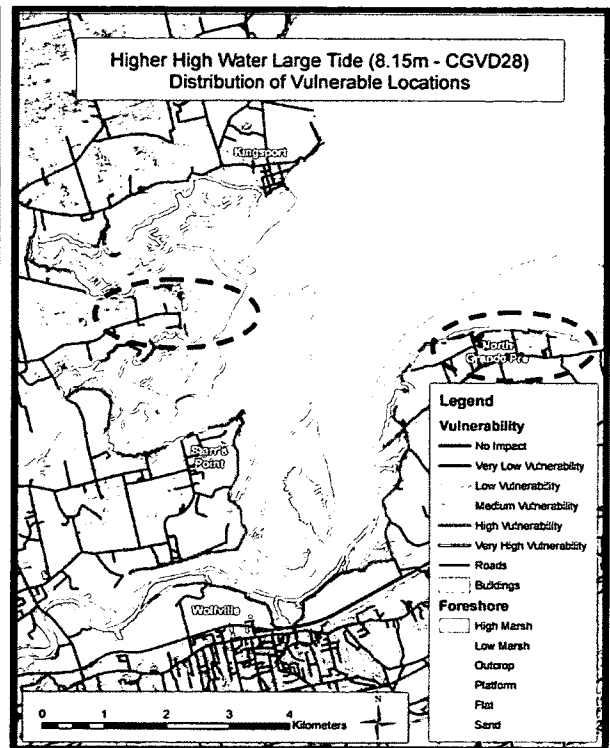 Higher High Water Large Tide (8.15m - CGVD28)
Distribution of Vulnerable Locations
Kingsport
North
Grande Pre
Starr's
Point
Wolfville
Legend
Vulnerability
No Impact
Very Low Vulnerability
Low Vulnerability
Medium Vulnerability
High Vulnerability
Very High Vulnerability
Roads
Buildings
Foreshore
High Marsh
Low Marsh
Outcrop
Platform
Flat
Sand
N
0 1 2 3 4
Kilometers